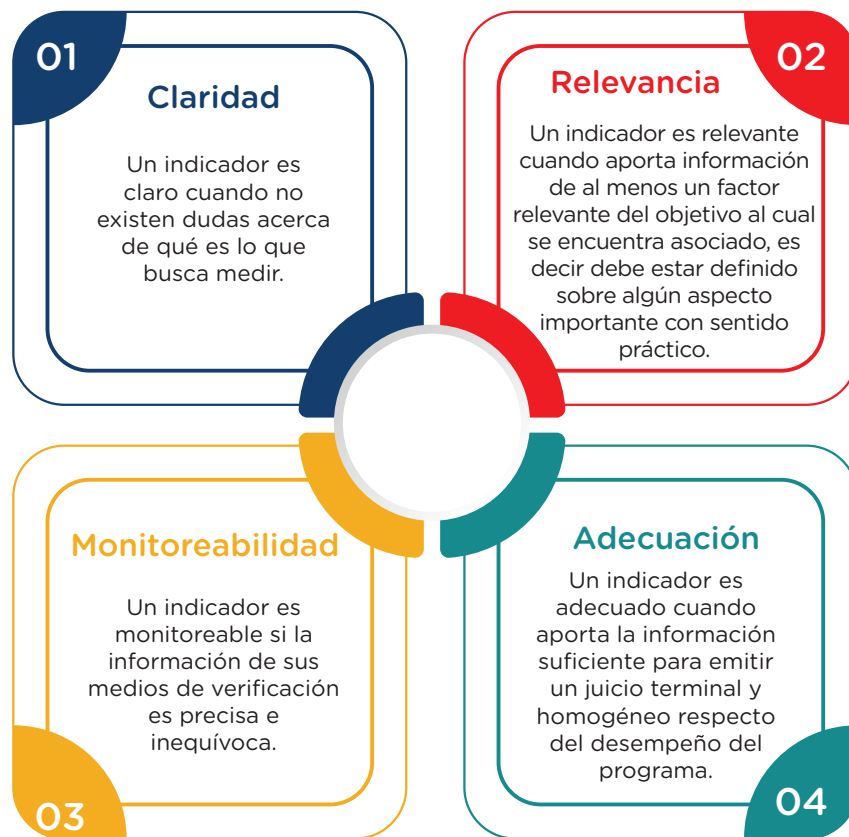 01
Claridad
Un indicador es
claro cuando no
existen dudas acerca
de qué es lo que
busca medir.
02
Relevancia
Un indicador es relevante
cuando aporta información
de al menos un factor
relevante del objetivo al cual
se encuentra asociado, es
decir debe estar definido
sobre algún aspecto
importante con sentido
práctico.
Monitoreabilidad
Un indicador es
monitoreable si la
información de sus
medios de verificación
es precisa e
inequívoca.
03
Adecuación
Un indicador es
adecuado cuando
aporta la información
suficiente para emitir
un juicio terminal y
homogéneo respecto
del desempeño del
programa.
04